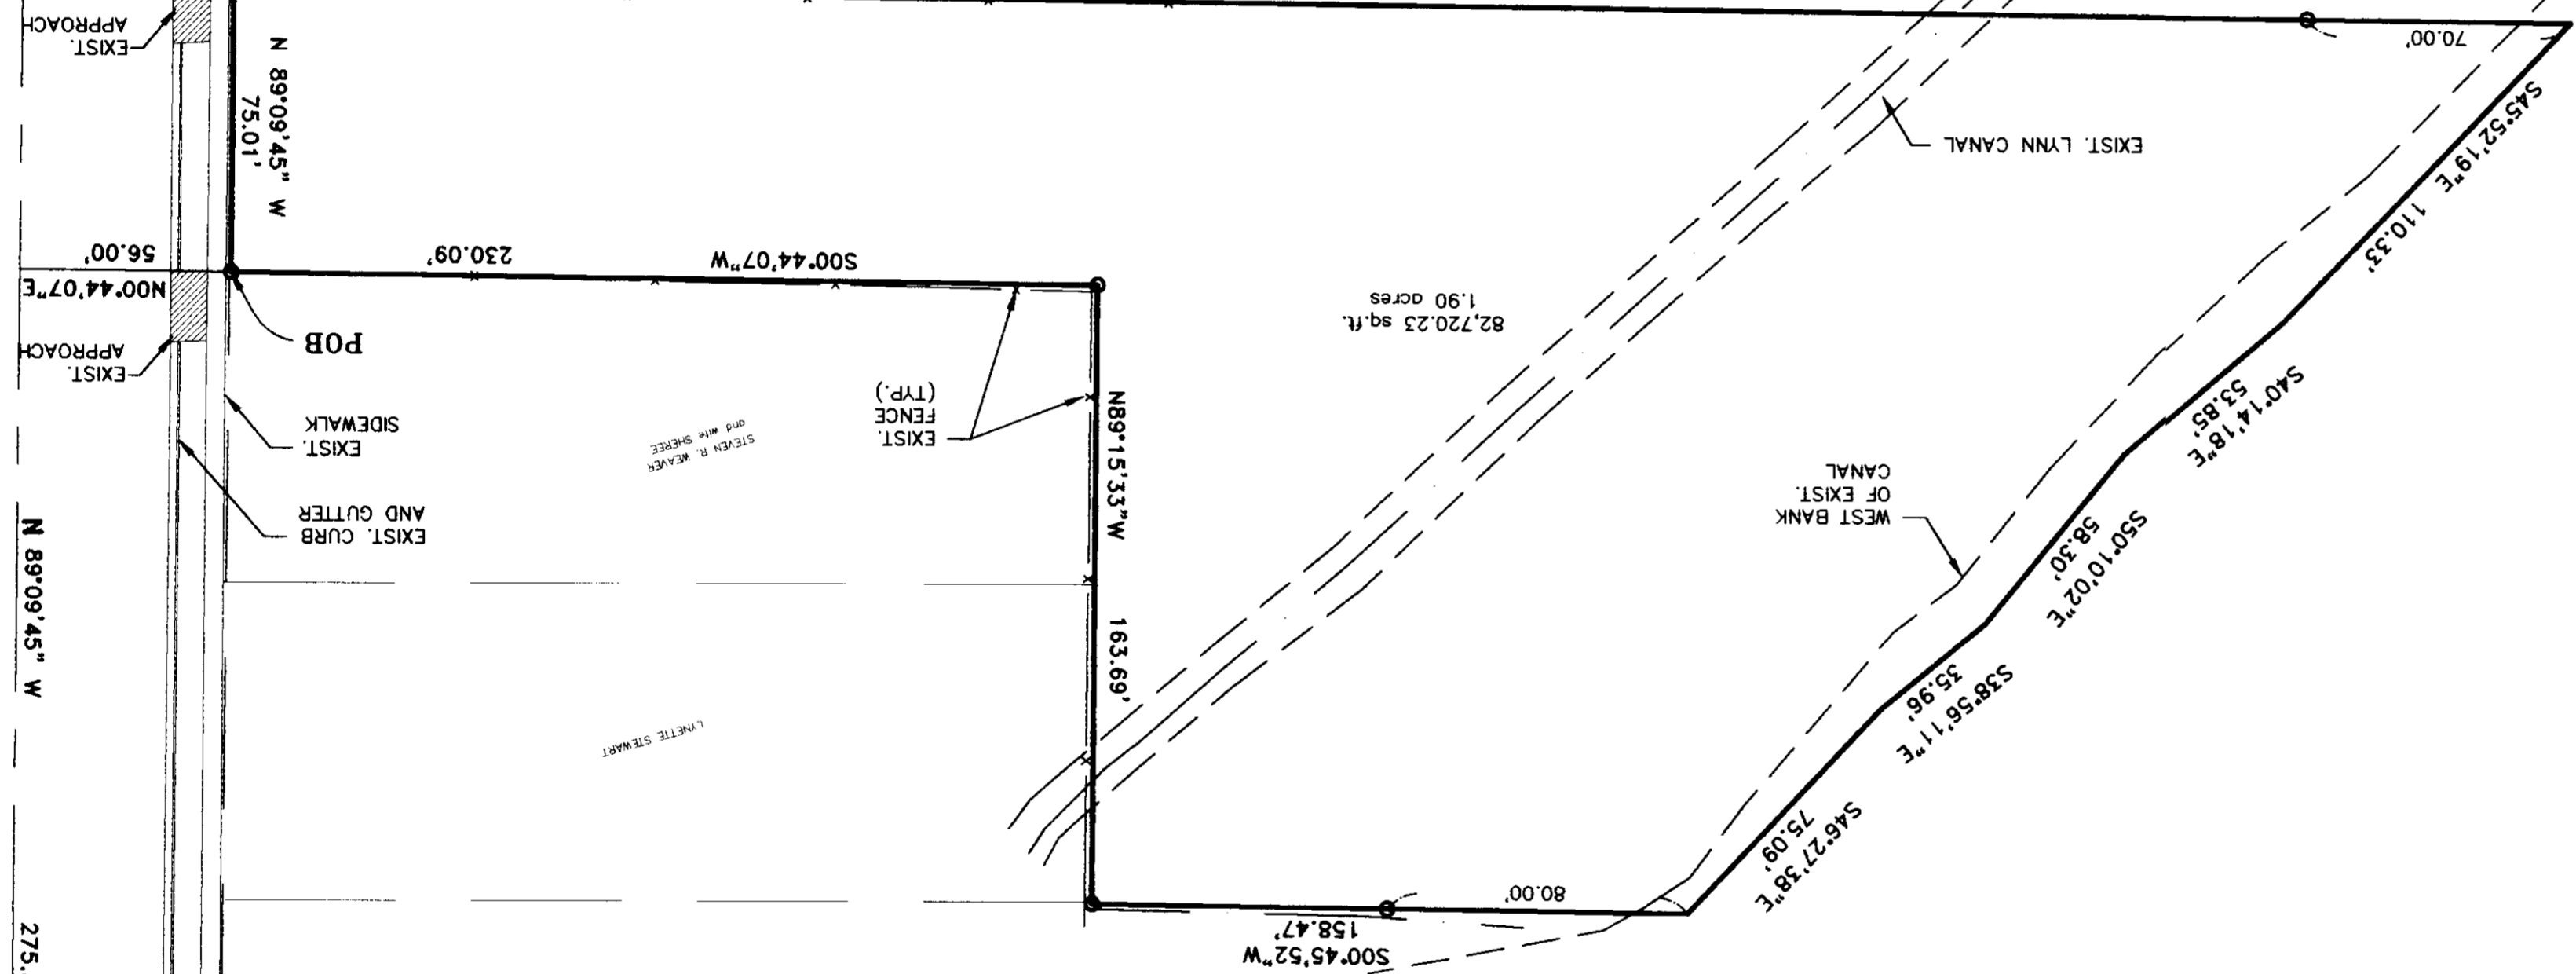 EXIST.
APPROACH
N 89°09'45" W
75.01'
56.00'
N00°44'07"E
EXIST.
APPROACH
POB
230.09'
S00°44'07"W
EXIST.
SIDEWALK
EXIST. CURB
AND GUTTER
N 89°09'45" W
275.
STEVEN R. WEAVER
and wife SHEREE
LYNETTE STEWART
EXIST.
FENCE
(TYP.)
N89°15'33"W
163.69'
82,720.23 sq.ft.
1.90 acres
EXIST. LYNN CANAL
WEST BANK
OF EXIST.
CANAL
70.00'
S45°52'19"E
110.33'
S40°14'18"E
53.85'
S50°10'02"E
58.30'
S38°56'11"E
35.96'
S46°27'38"E
75.09'
80.00'
S00°45'52"W
158.47'